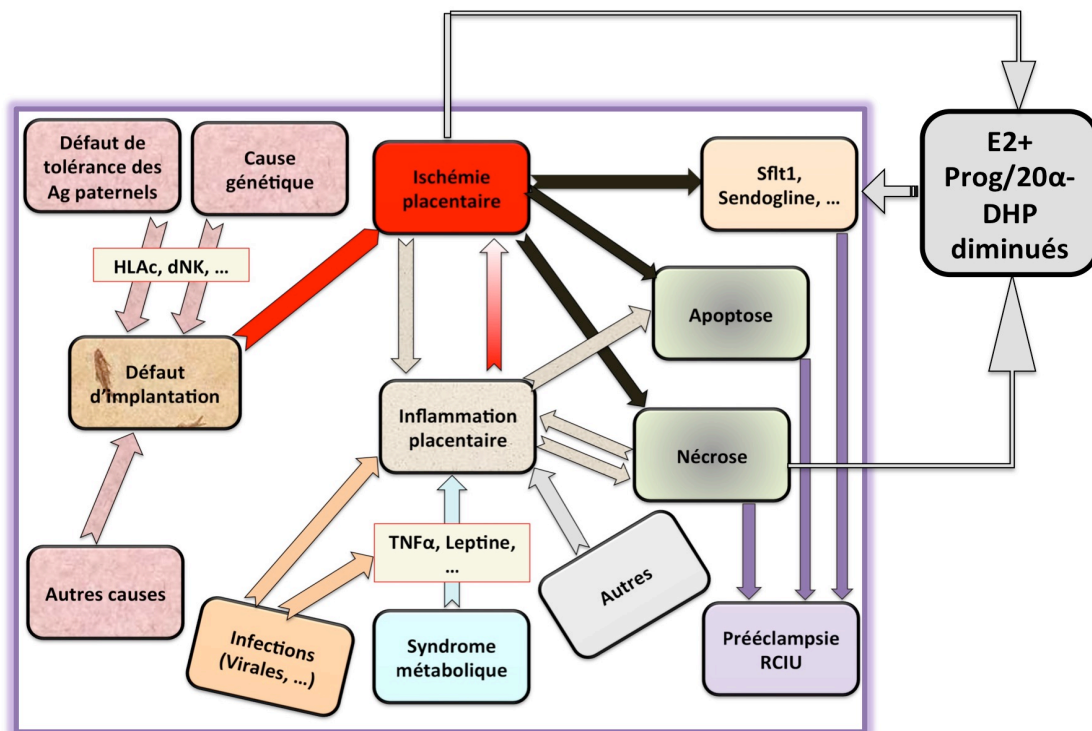 Défaut de
tolérance des
Ag paternels
Cause
génétique
HLAc, dNK, ...
Défaut
d'implantation
Autres causes
Ischémie
placentaire
Inflammation
placentaire
TNFα, Leptine,
...
Infections
(Virales, ...)
Syndrome
métabolique
Autres
Sflt1,
Sendogline, ...
Apoptose
Nécrose
Prééclampsie
RCIU
E2+
Prog/20α-
DHP
diminués